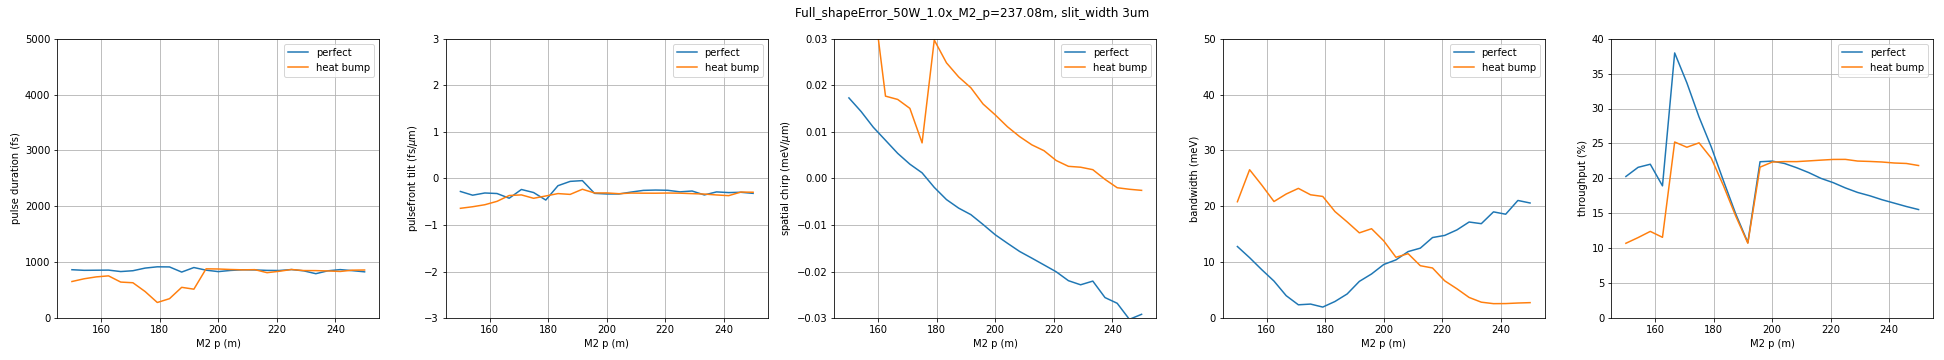 Full_shapeError_50W_1.0x_M2_p=237.08m, slit_width 3um
pulse duration (fs)
5000
4000
3000
2000
1000
0
160 180 200 220 240
M2 p (m)
perfect
heat bump
pulsefront tilt (fs/μm)
3
2
1
0
−1
−2
−3
160 180 200 220 240
M2 p (m)
perfect
heat bump
spatial chirp (meV/μm)
0.03
0.02
0.01
0.00
−0.01
−0.02
−0.03
160 180 200 220 240
M2 p (m)
perfect
heat bump
bandwidth (meV)
50
40
30
20
10
0
160 180 200 220 240
M2 p (m)
perfect
heat bump
throughput (%)
40
35
30
25
20
15
10
5
0
160 180 200 220 240
M2 p (m)
perfect
heat bump